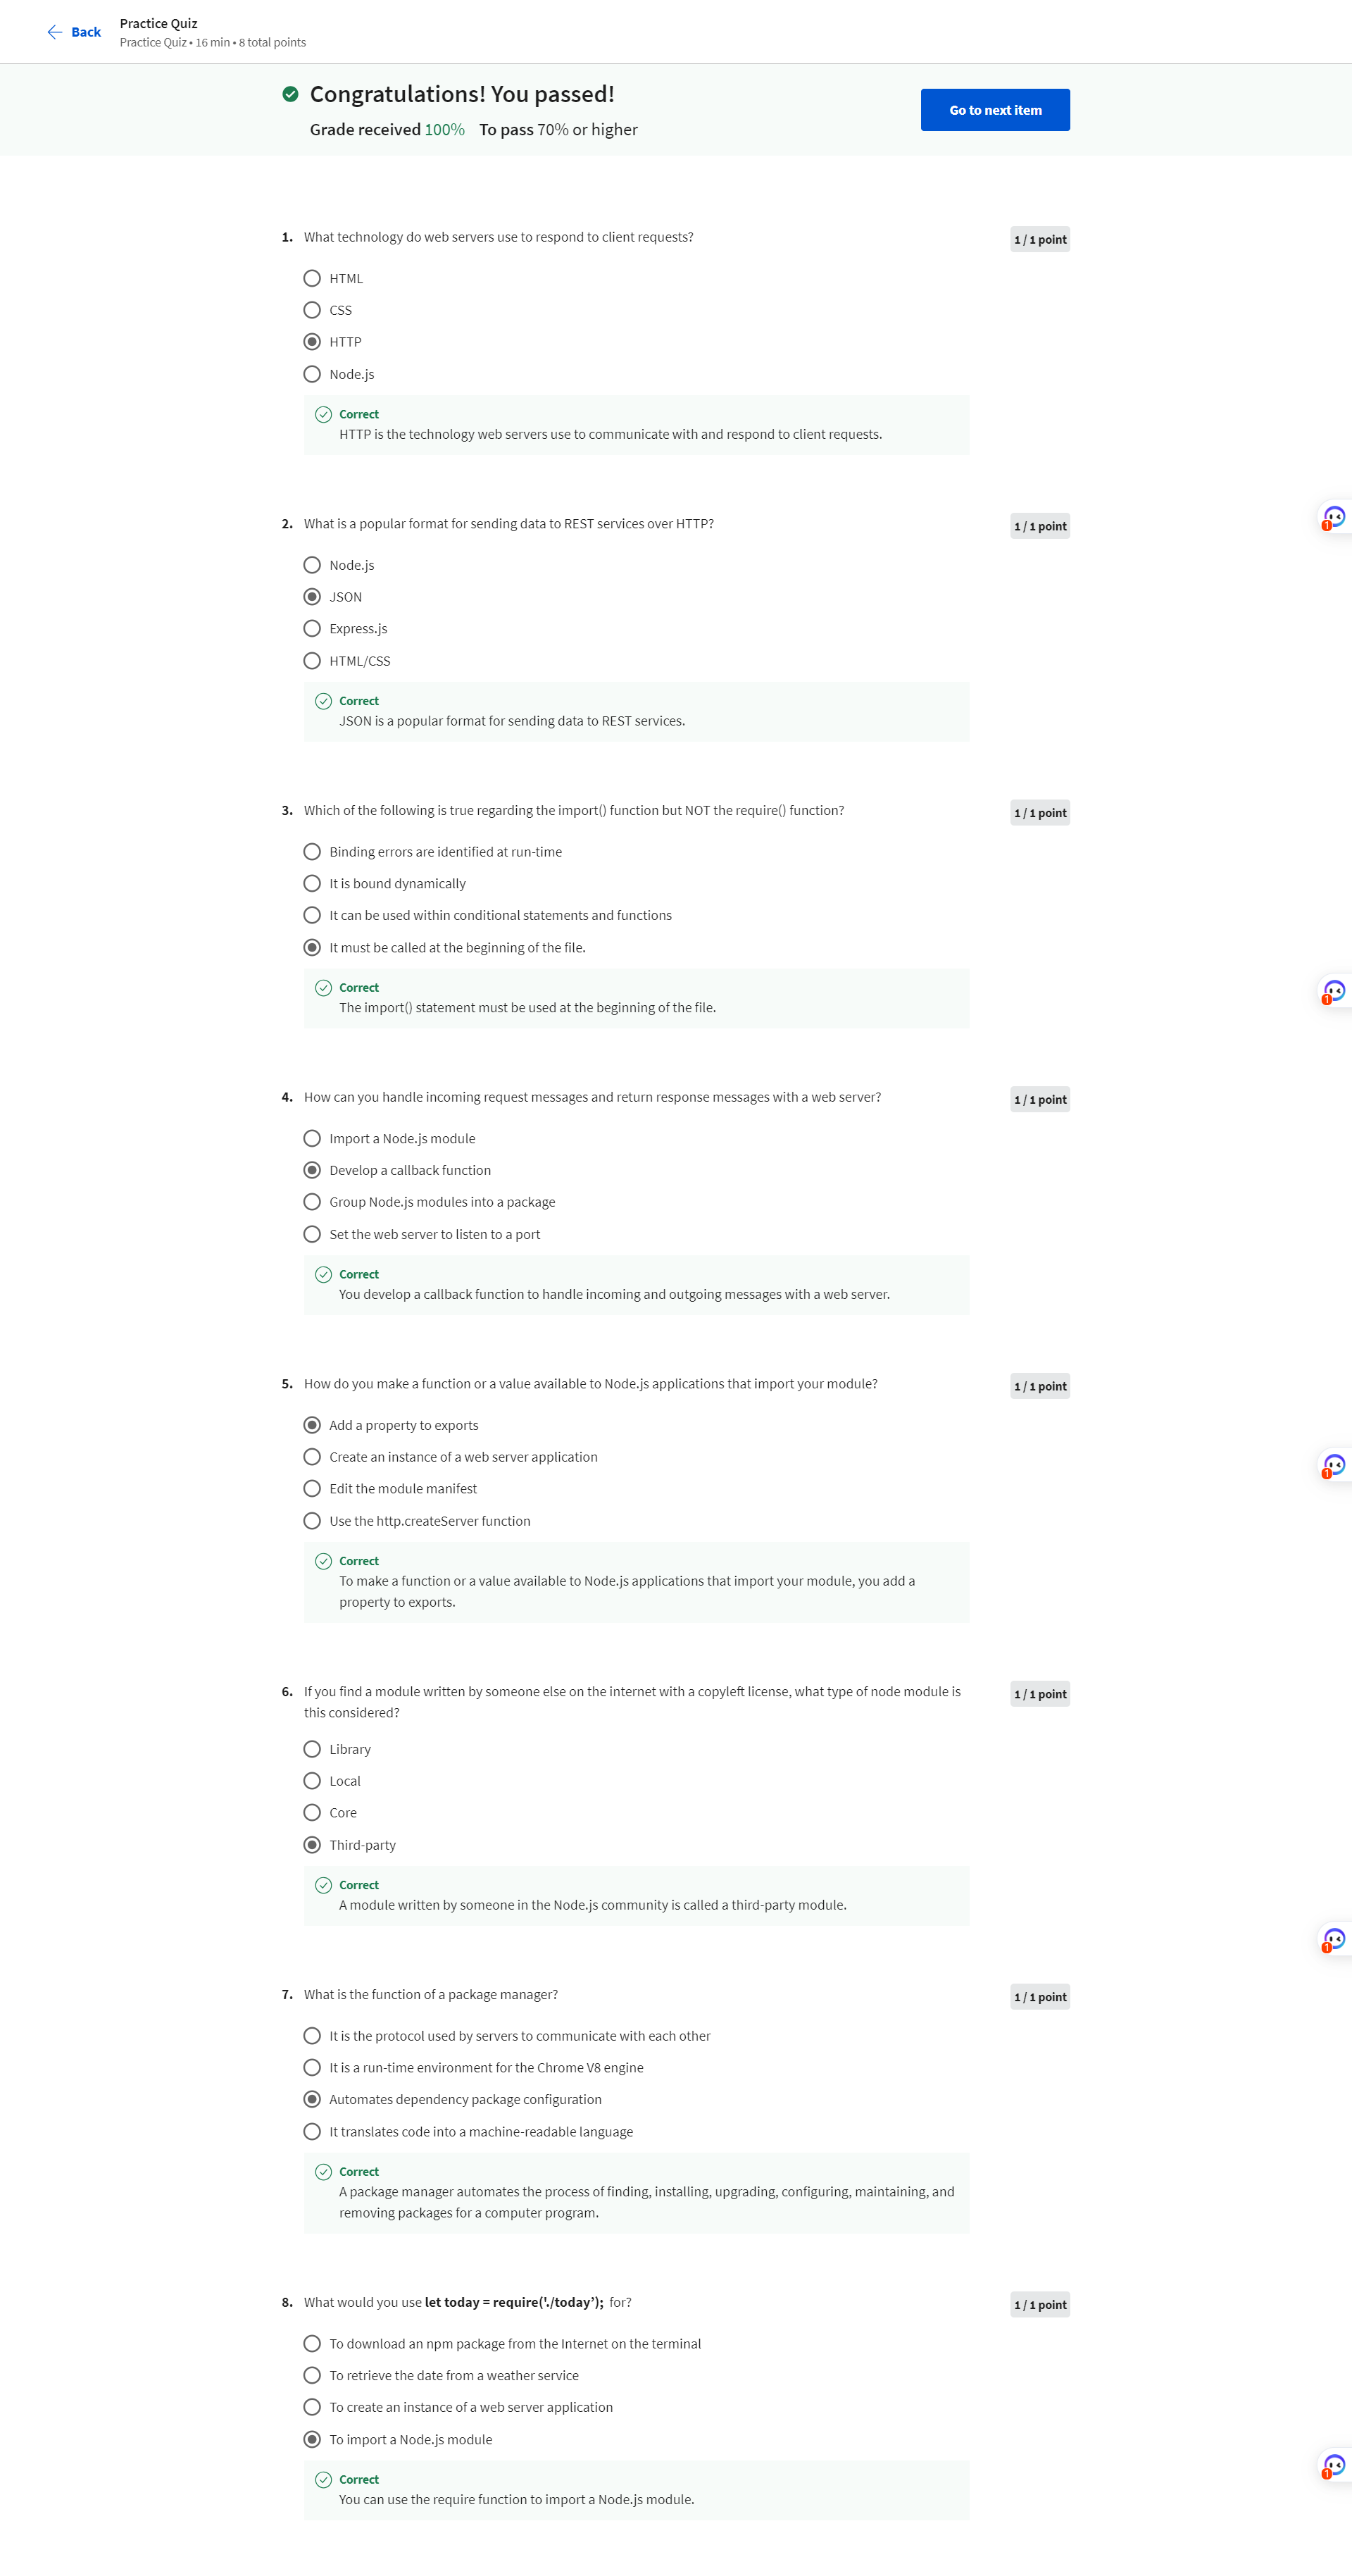 Back
Practice Quiz
Practice Quiz • 16 min • 8 total points
Congratulations! You passed!
Grade received 100% To pass 70% or higher
Go to next item
1. What technology do web servers use to respond to client requests?
1 / 1 point
HTML
CSS
HTTP
Node.js
Correct
HTTP is the technology web servers use to communicate with and respond to client requests.
2. What is a popular format for sending data to REST services over HTTP?
1 / 1 point
Node.js
JSON
Express.js
HTML/CSS
Correct
JSON is a popular format for sending data to REST services.
1
3. Which of the following is true regarding the import() function but NOT the require() function?
1 / 1 point
Binding errors are identified at run-time
It is bound dynamically
It can be used within conditional statements and functions
It must be called at the beginning of the file.
Correct
The import() statement must be used at the beginning of the file.
1
4. How can you handle incoming request messages and return response messages with a web server?
1 / 1 point
Import a Node.js module
Develop a callback function
Group Node.js modules into a package
Set the web server to listen to a port
Correct
You develop a callback function to handle incoming and outgoing messages with a web server.
5. How do you make a function or a value available to Node.js applications that import your module?
1 / 1 point
Add a property to exports
Create an instance of a web server application
Edit the module manifest
Use the http.createServer function
Correct
To make a function or a value available to Node.js applications that import your module, you add a
property to exports.
1
6. If you find a module written by someone else on the internet with a copyleft license, what type of node module is
this considered?
1 / 1 point
Library
Local
Core
Third-party
Correct
A module written by someone in the Node.js community is called a third-party module.
1
7. What is the function of a package manager?
1 / 1 point
It is the protocol used by servers to communicate with each other
It is a run-time environment for the Chrome V8 engine
Automates dependency package configuration
It translates code into a machine-readable language
Correct
A package manager automates the process of finding, installing, upgrading, configuring, maintaining, and
removing packages for a computer program.
8. What would you use let today = require('./today’); for?
1 / 1 point
To download an npm package from the Internet on the terminal
To retrieve the date from a weather service
To create an instance of a web server application
To import a Node.js module
Correct
You can use the require function to import a Node.js module.
1